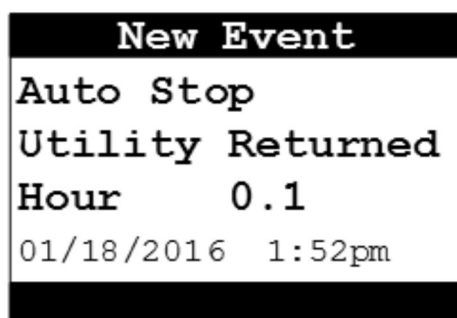 New Event
Auto Stop
Utility Returned
Hour 0.1
01/18/2016 1:52pm